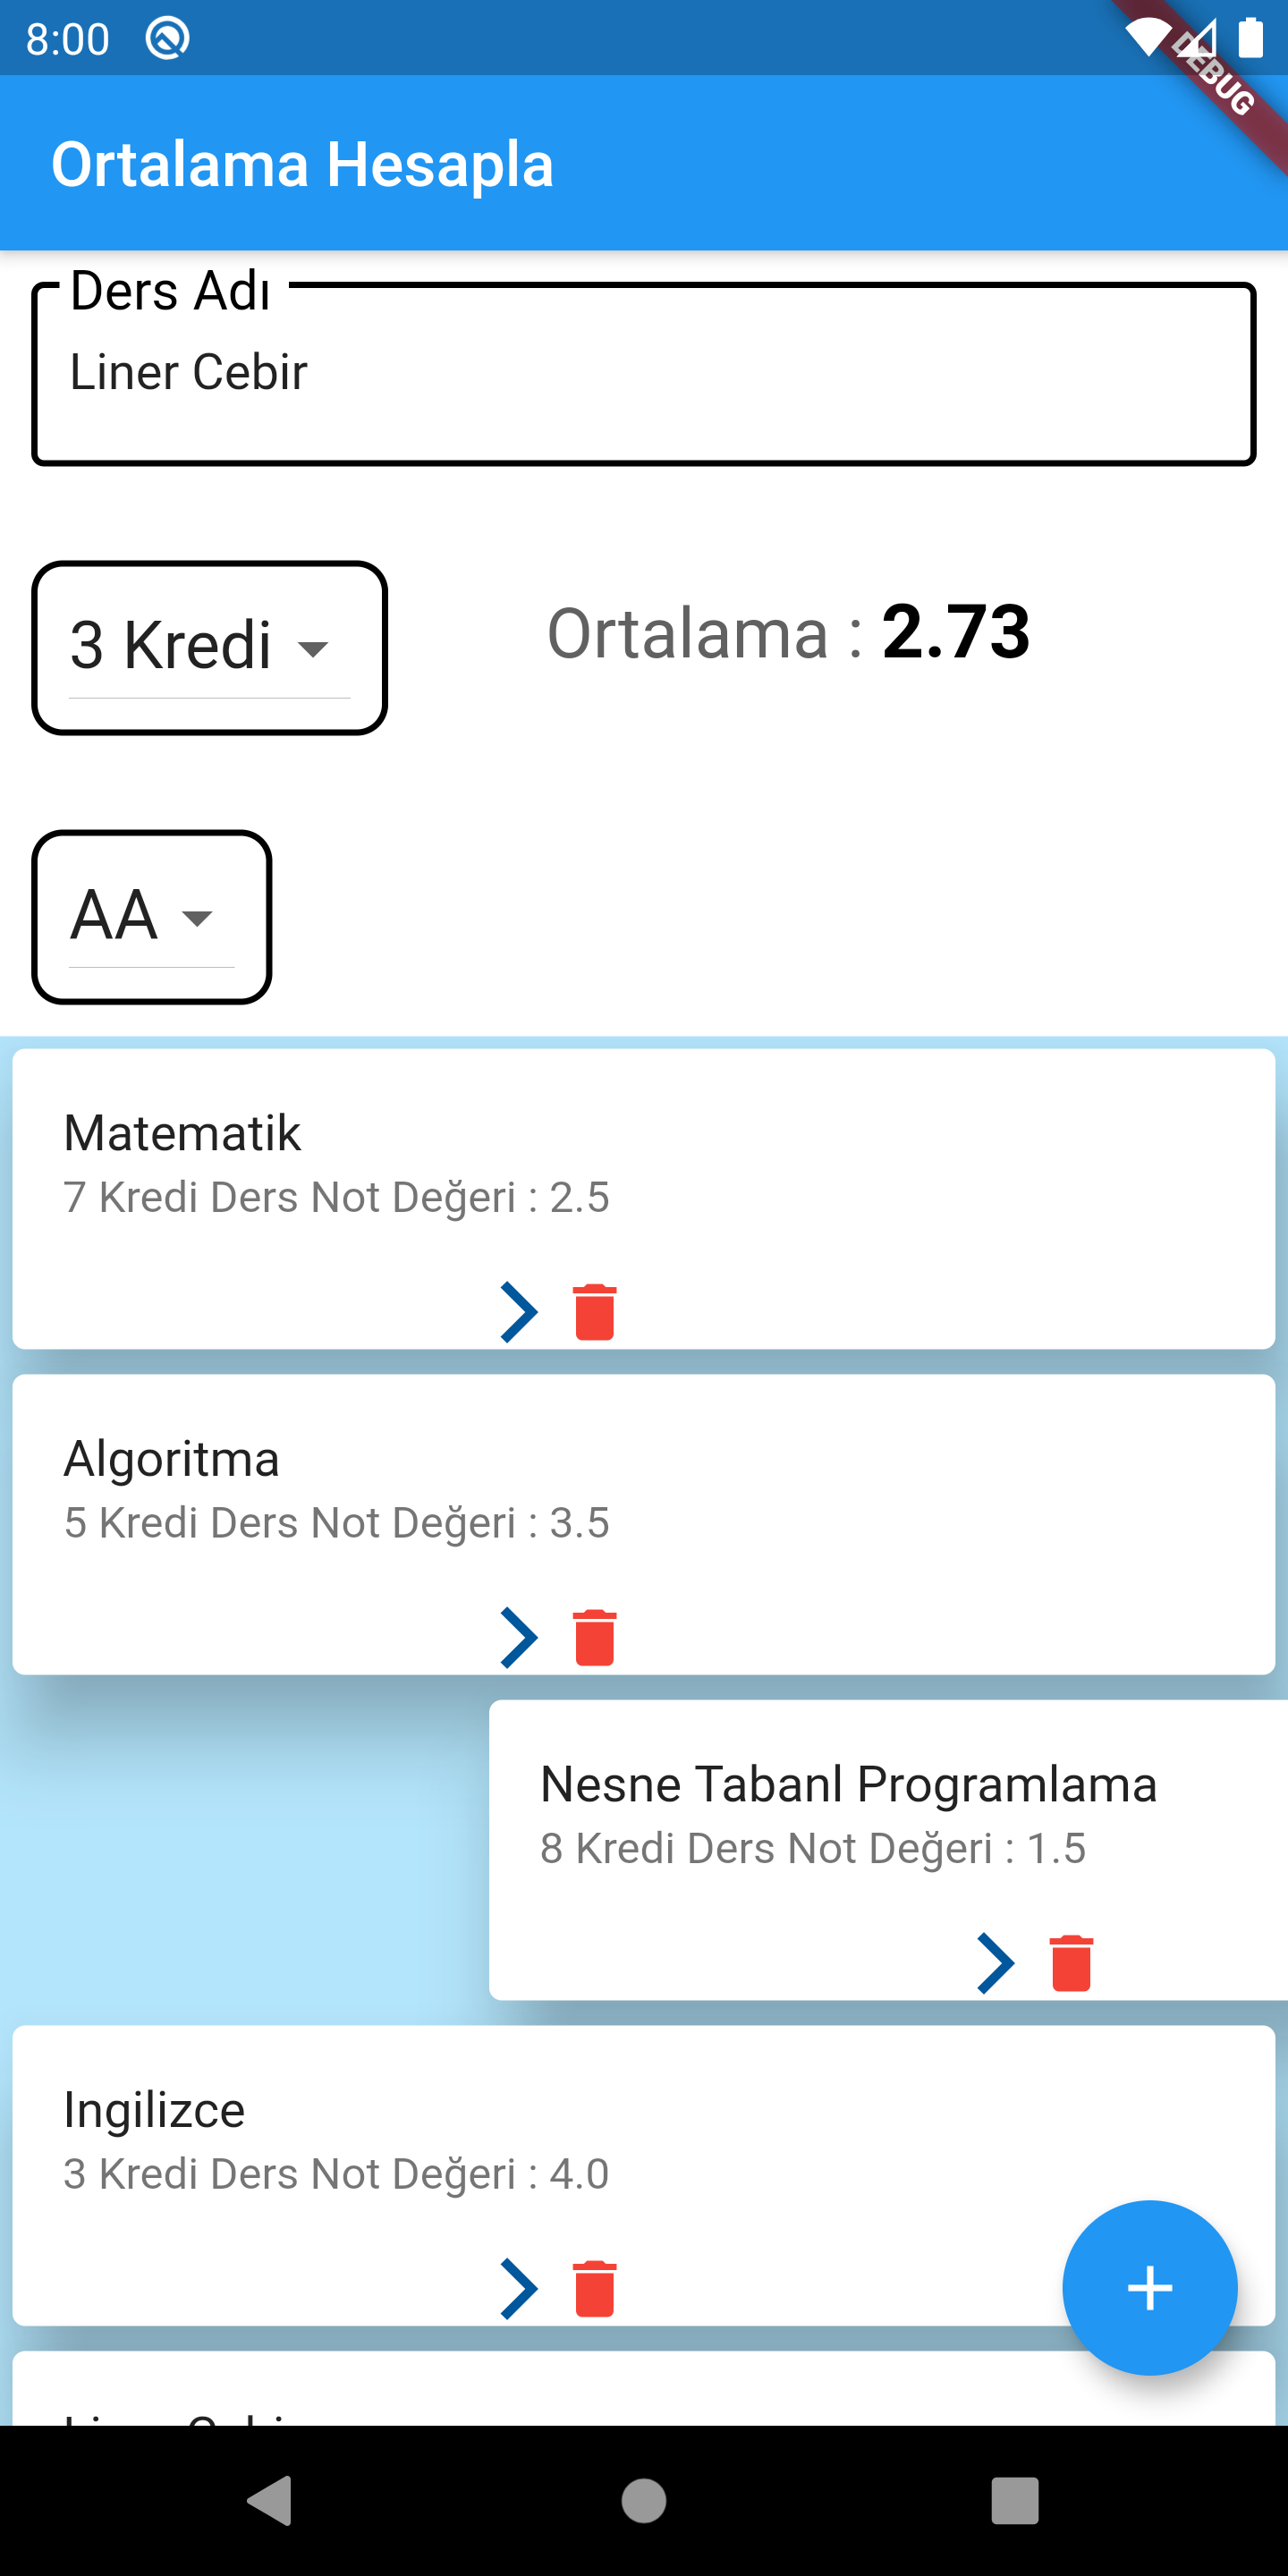 8:00
DEBUG
Ortalama Hesapla
Ders Adı
Liner Cebir
3 Kredi
Ortalama : 2.73
AA
Matematik
7 Kredi Ders Not Değeri : 2.5
Algoritma
5 Kredi Ders Not Değeri : 3.5
Nesne Tabanl Programlama
8 Kredi Ders Not Değeri : 1.5
Ingilizce
3 Kredi Ders Not Değeri : 4.0